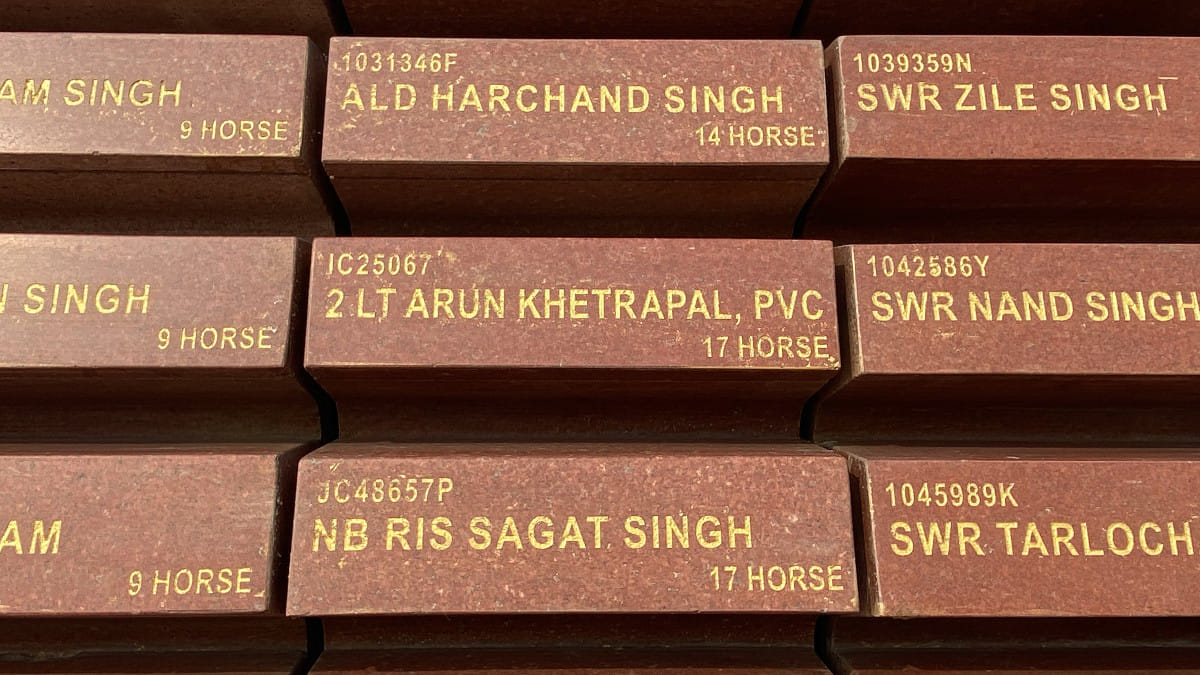 AM SINGH
9 HORSE
1031346F
ALD HARCHAND SINGH
14 HORSE
1039359N
SWR ZILE SINGH
SINGH
9 HORSE
IC25067
2 LT ARUN KHETRAPAL, PVC
17 HORSE
1042586Y
SWR NAND SINGH
AM
9 HORSE
JC48657P
NB RIS SAGAT SINGH
17 HORSE
1045989K
SWR TARLOCH